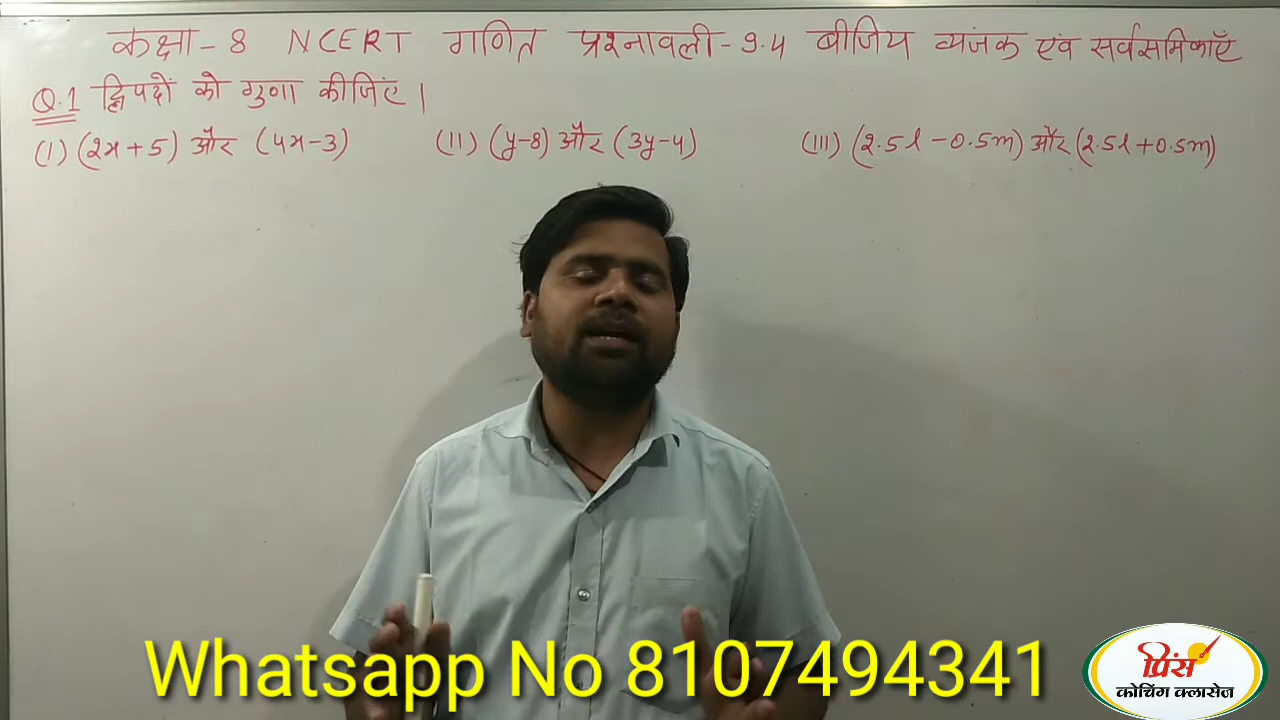 कक्षा - 8 NCERT गणित प्रश्नावली - 9.4 बीजिय व्यंजक एवं सर्वसमिकाएँ
Q.1 द्विपदों को गुणा कीजिए।
(I) (2x+5) और (4x-3) (II) (y-8) और (3y-4) (III) (2.5l - 0.5m) और (2.5l + 0.5m)
Whatsapp No 8107494341
प्रिंस
कोचिंग क्लासेज